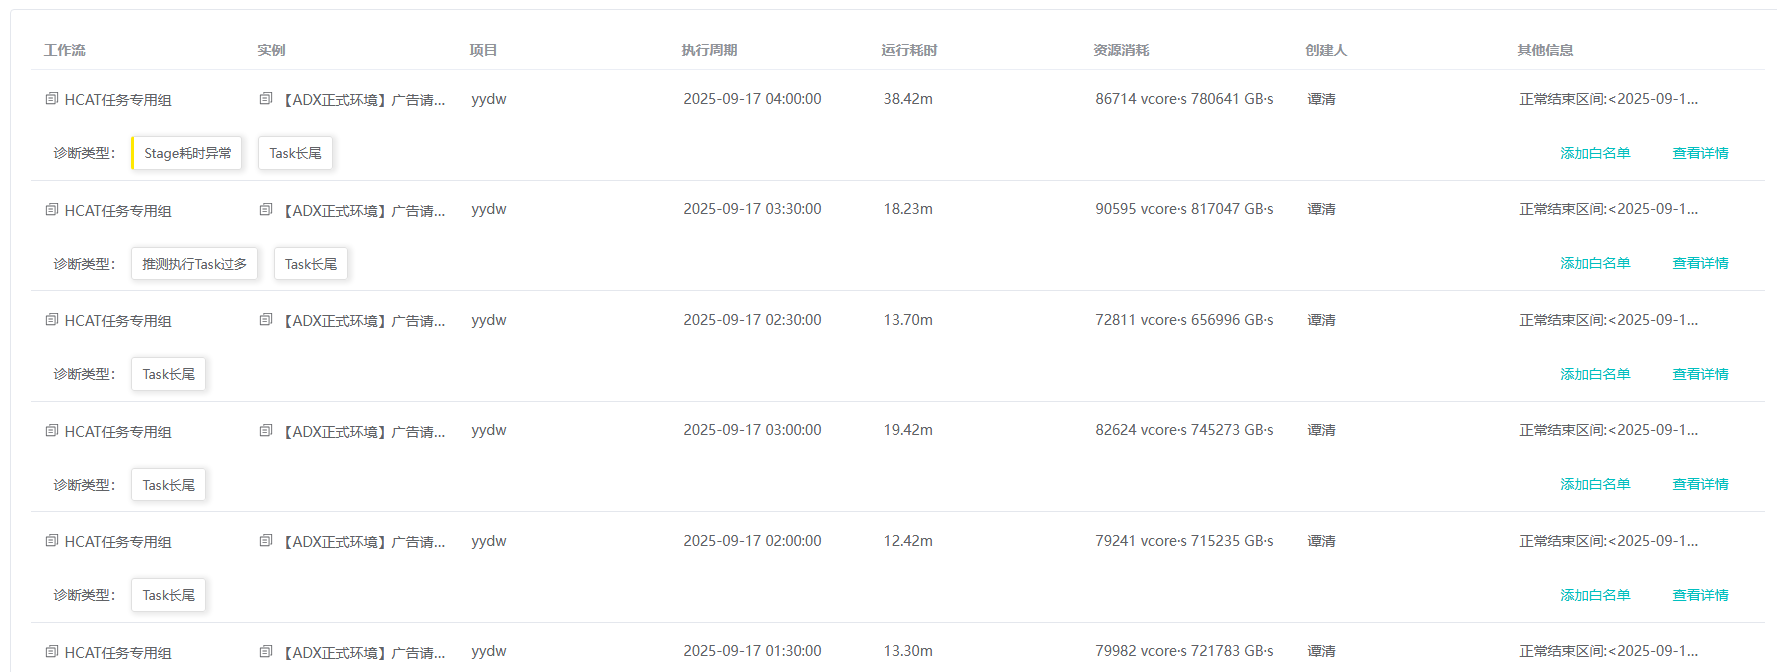 工作流 实例 项目 执行周期 运行耗时 资源消耗 创建人 其他信息
HCAT任务专用组 【ADX正式环境】广告请... yydw 2025-09-17 04:00:00 38.42m 86714 vcore·s 780641 GB·s 谭清 正常结束区间:<2025-09-1...
诊断类型： Stage耗时异常 Task长尾 添加白名单 查看详情
HCAT任务专用组 【ADX正式环境】广告请... yydw 2025-09-17 03:30:00 18.23m 90595 vcore·s 817047 GB·s 谭清 正常结束区间:<2025-09-1...
诊断类型： 推测执行Task过多 Task长尾 添加白名单 查看详情
HCAT任务专用组 【ADX正式环境】广告请... yydw 2025-09-17 02:30:00 13.70m 72811 vcore·s 656996 GB·s 谭清 正常结束区间:<2025-09-1...
诊断类型： Task长尾 添加白名单 查看详情
HCAT任务专用组 【ADX正式环境】广告请... yydw 2025-09-17 03:00:00 19.42m 82624 vcore·s 745273 GB·s 谭清 正常结束区间:<2025-09-1...
诊断类型： Task长尾 添加白名单 查看详情
HCAT任务专用组 【ADX正式环境】广告请... yydw 2025-09-17 02:00:00 12.42m 79241 vcore·s 715235 GB·s 谭清 正常结束区间:<2025-09-1...
诊断类型： Task长尾 添加白名单 查看详情
HCAT任务专用组 【ADX正式环境】广告请... yydw 2025-09-17 01:30:00 13.30m 79982 vcore·s 721783 GB·s 谭清 正常结束区间:<2025-09-1...